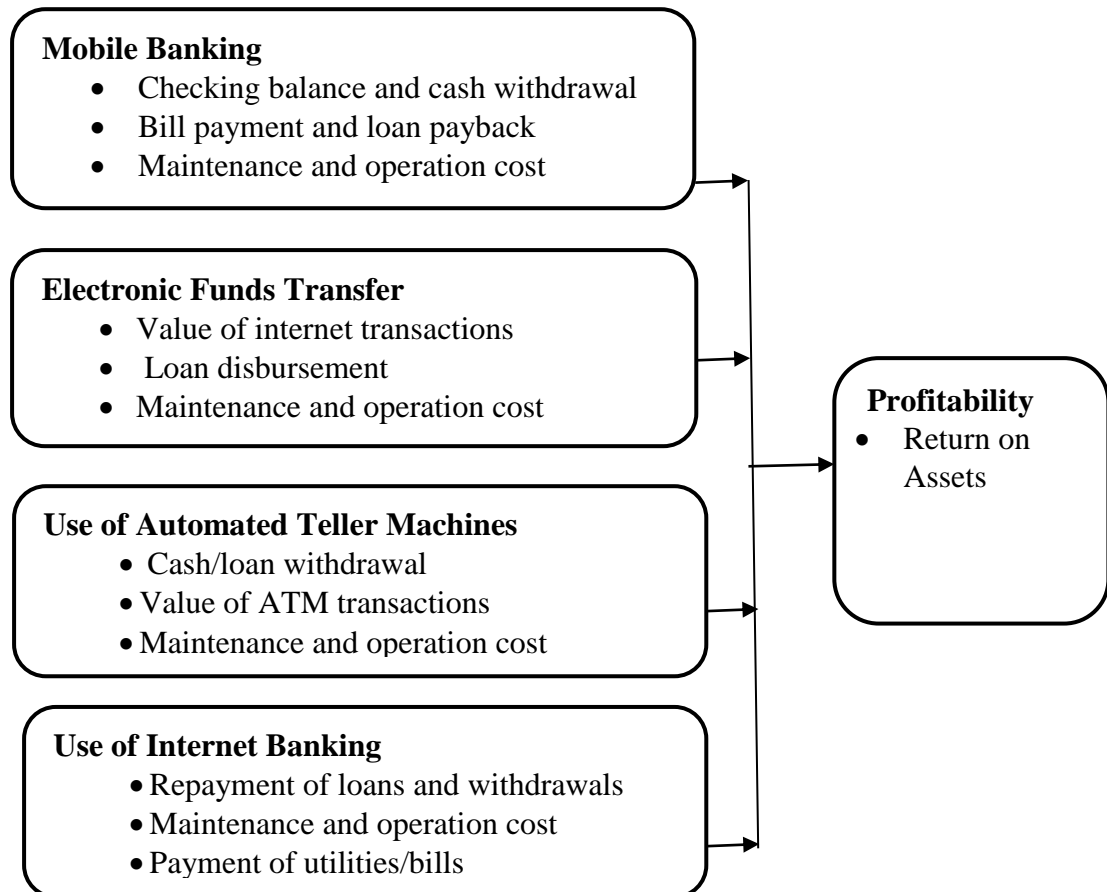 Mobile Banking
• Checking balance and cash withdrawal
• Bill payment and loan payback
• Maintenance and operation cost
Electronic Funds Transfer
• Value of internet transactions
• Loan disbursement
• Maintenance and operation cost
Use of Automated Teller Machines
• Cash/loan withdrawal
• Value of ATM transactions
• Maintenance and operation cost
Use of Internet Banking
• Repayment of loans and withdrawals
• Maintenance and operation cost
• Payment of utilities/bills
Profitability
• Return on
Assets